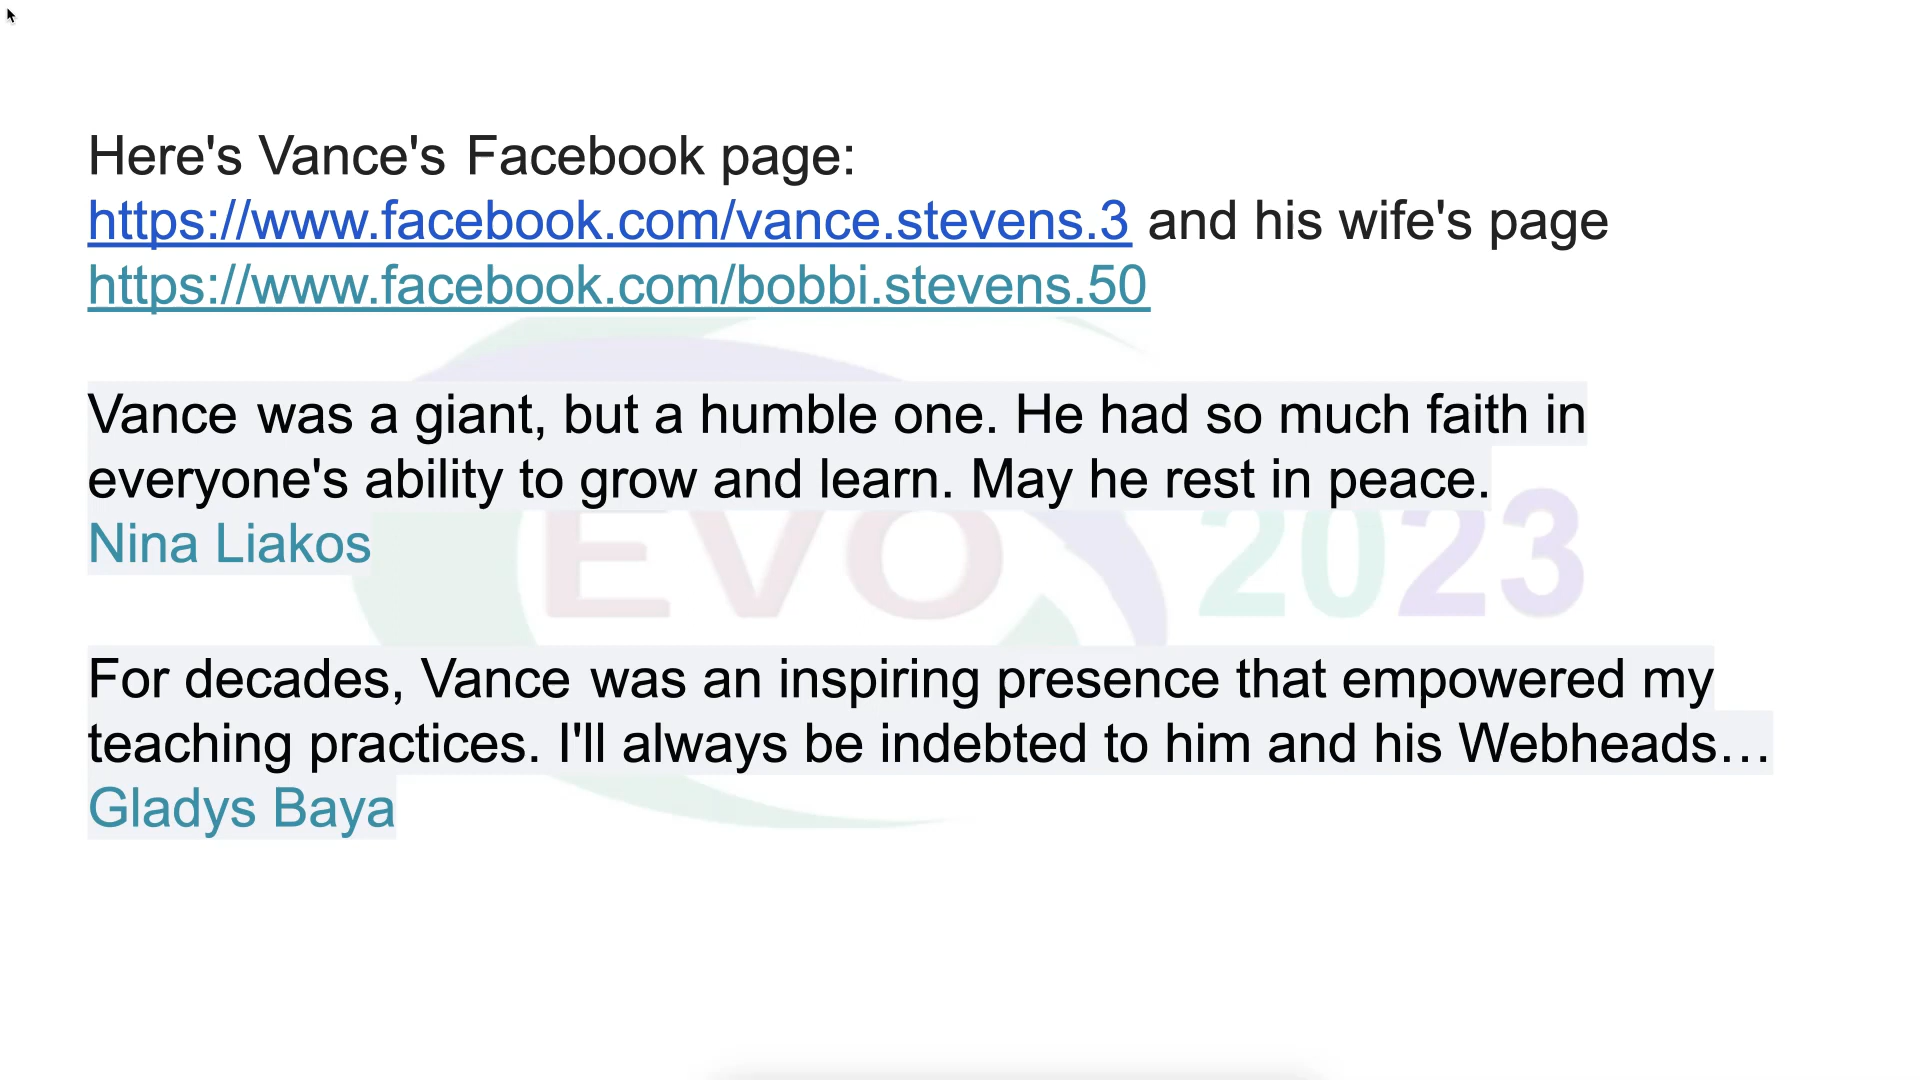 Here's Vance's Facebook page:
https://www.facebook.com/vance.stevens.3 and his wife's page
https://www.facebook.com/bobbi.stevens.50
Vance was a giant, but a humble one. He had so much faith in
everyone's ability to grow and learn. May he rest in peace.
Nina Liakos
EVO 2023
For decades, Vance was an inspiring presence that empowered my
teaching practices. I'll always be indebted to him and his Webheads…
Gladys Baya